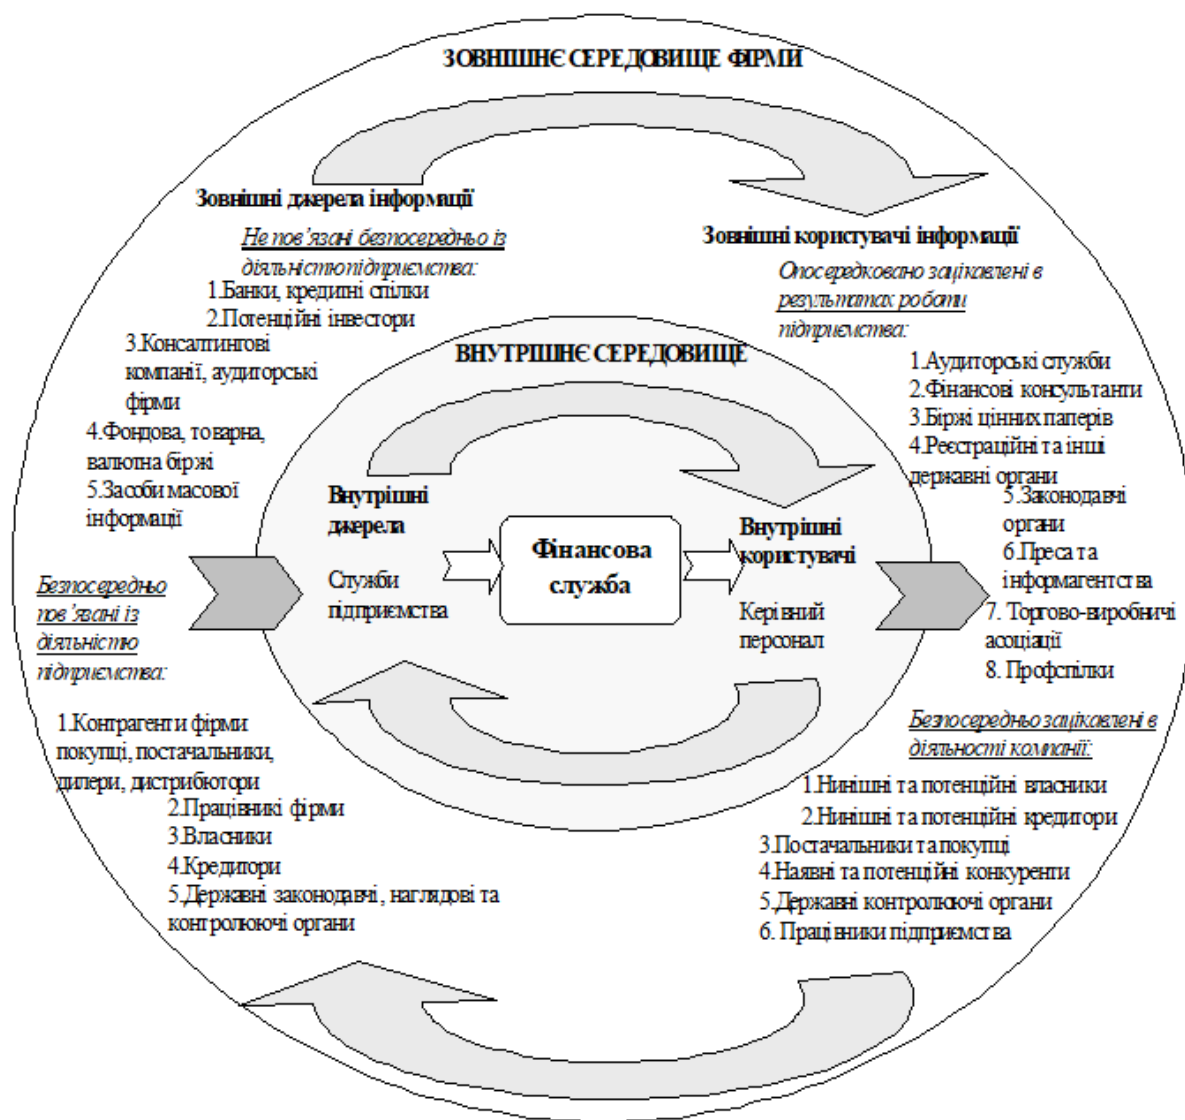 ЗОВНІШНЄ СЕРЕДОВИЩЕ ФІРМИ
Зовнішні джерела інформації
Не пов’язані безпосередньо із
діяльністю підприємства:
1.Банки, кредитні спілки
2.Потенційні інвестори
3.Консалтингові
компанії, аудиторські
фірми
4.Фондова, товарна,
валютна біржі
5.Засоби масової
інформації
Безпосередньо
пов’язані із
діяльністю
підприємства:
1.Контрагенти фірми
покупці, постачальники,
дилери, дистрибютори
2.Працівникі фірми
3.Власники
4.Кредитори
5.Державні законодавчі, наглядові та
контролюючі органи
ВНУТРІШНЄ СЕРЕДОВИЩЕ
Внутрішні
джерела
Служби
підприємства
Фінансова
служба
Внутрішні
користувачі
Керівний
персонал
Зовнішні користувачі інформації
Опосередковано зацікавлені в
результатах роботи
підприємства:
1.Аудиторські служби
2.Фінансові консультанти
3.Біржі цінних паперів
4.Реєстраційні та інші
державні органи
5.Законодавчі
органи
6.Преса та
інформагентства
7. Торгово-виробничі
асоціації
8. Профспілки
Безпосередньо зацікавлені в
діяльності компанії:
1.Нинішні та потенційні власники
2.Нинішні та потенційні кредитори
3.Постачальники та покупці
4.Наявні та потенційні конкуренти
5.Державні контролюючі органи
6. Працівники підприємства